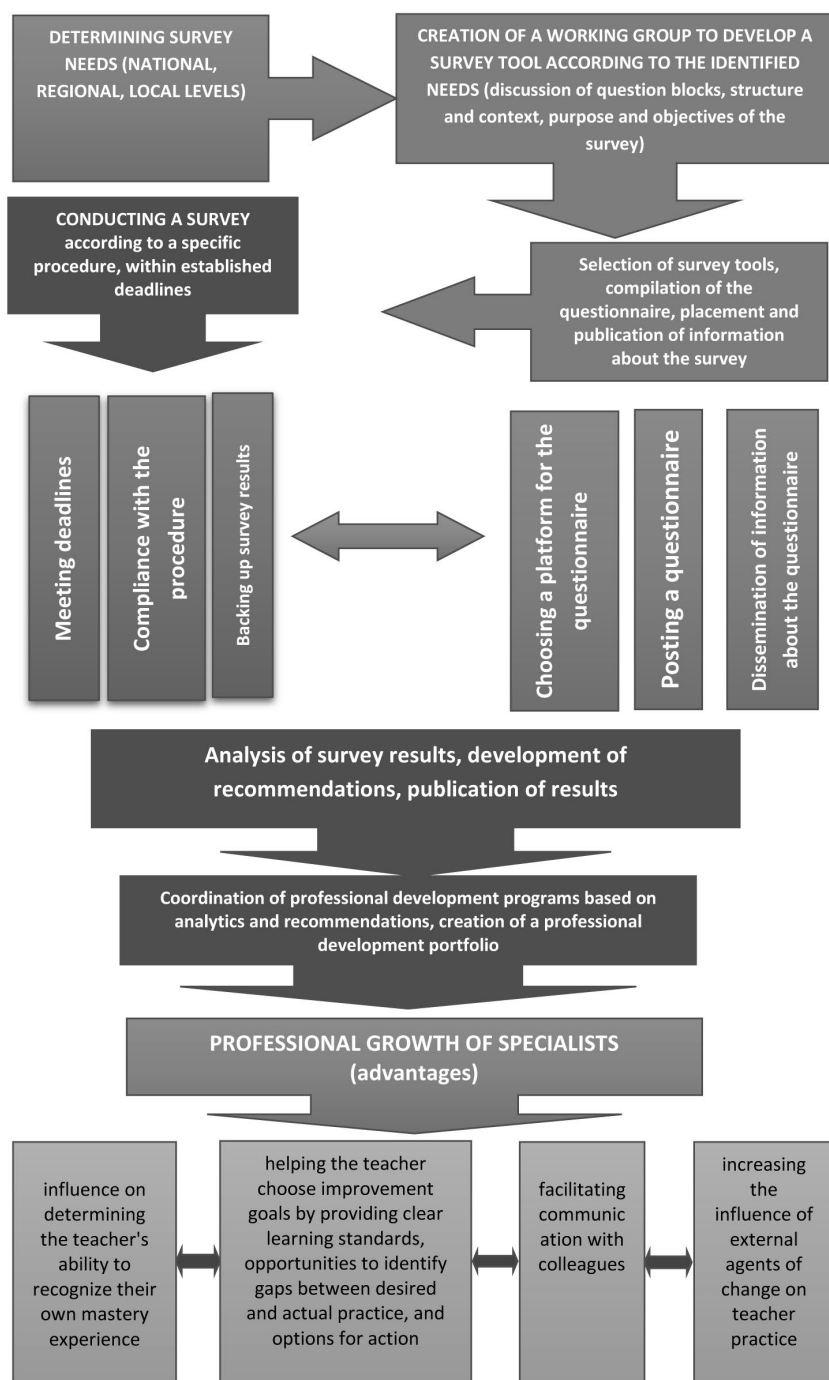 DETERMINING SURVEY
NEEDS (NATIONAL,
REGIONAL, LOCAL LEVELS)
CREATION OF A WORKING GROUP TO DEVELOP A
SURVEY TOOL ACCORDING TO THE IDENTIFIED
NEEDS (discussion of question blocks, structure
and context, purpose and objectives of the
survey)
CONDUCTING A SURVEY
according to a specific
procedure, within established
deadlines
Selection of survey tools,
compilation of the
questionnaire, placement and
publication of information
about the survey
Meeting deadlines
Compliance with the
procedure
Backing up survey results
Choosing a platform for the
questionnaire
Posting a questionnaire
Dissemination of information
about the questionnaire
Analysis of survey results, development of
recommendations, publication of results
Coordination of professional development programs based on
analytics and recommendations, creation of a professional
development portfolio
PROFESSIONAL GROWTH OF SPECIALISTS
(advantages)
influence on
determining
the teacher's
ability to
recognize their
own mastery
experience
helping the teacher
choose improvement
goals by providing clear
learning standards,
opportunities to identify
gaps between desired
and actual practice, and
options for action
facilitating
communic
ation with
colleagues
increasing
the
influence of
external
agents of
change on
teacher
practice